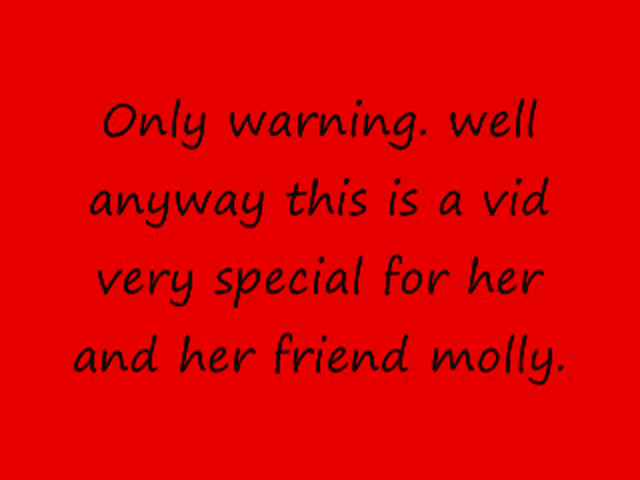 Only warning. well
anyway this is a vid
very special for her
and her friend molly.